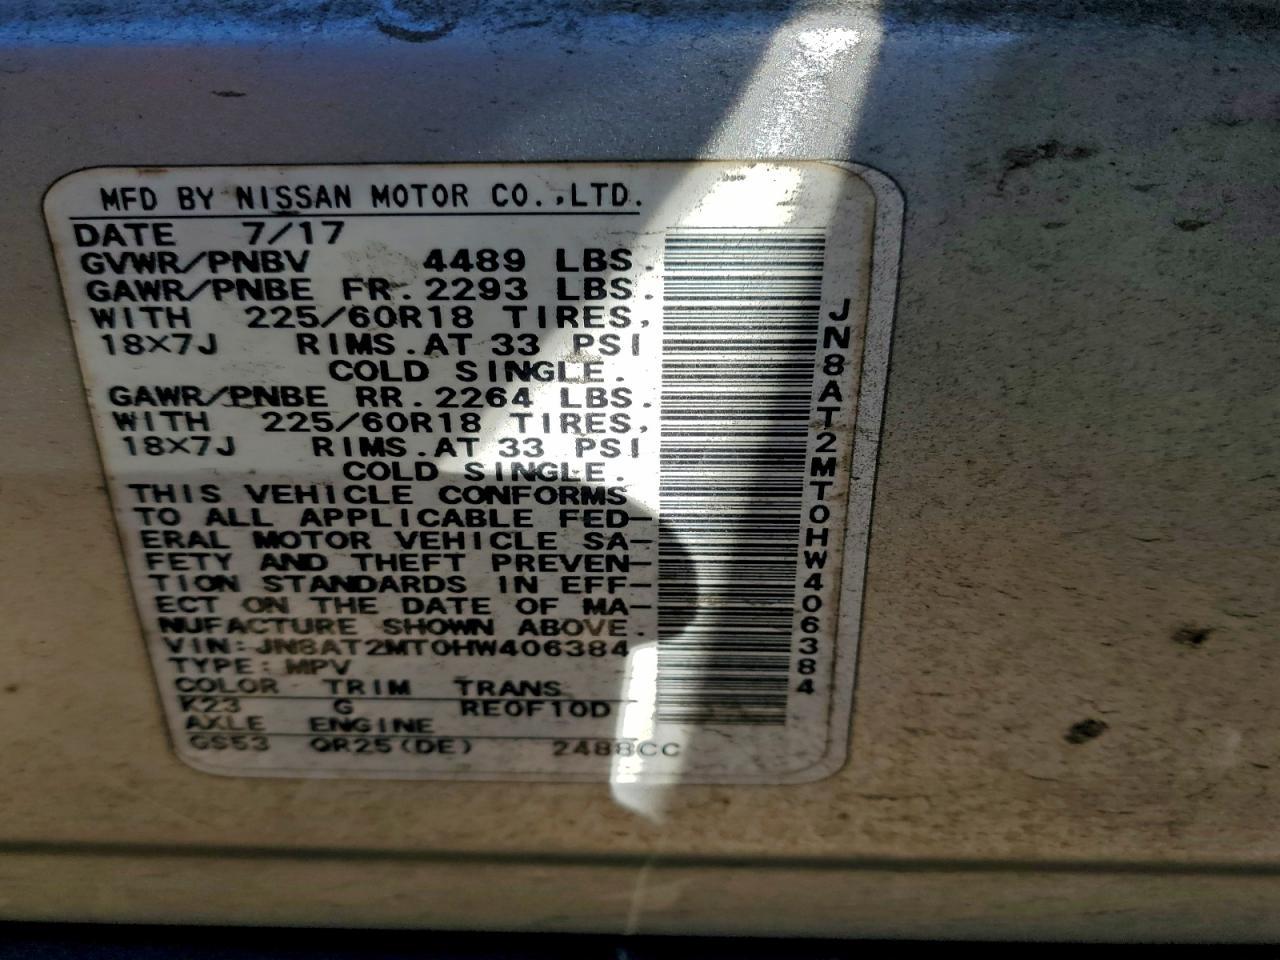 MFD BY NISSAN MOTOR CO.,LTD.
DATE 7/17
GVWR/PNBV 4489 LBS.
GAWR/PNBE FR.2293 LBS.
WITH 225/60R18 TIRES,
18X7J RIMS.AT 33 PSI
COLD SINGLE.
GAWR/PNBE RR.2264 LBS.
WITH 225/60R18 TIRES,
18X7J RIMS.AT 33 PSI
COLD SINGLE.
THIS VEHICLE CONFORMS
TO ALL APPLICABLE FED-
ERAL MOTOR VEHICLE SA-
FETY AND THEFT PREVEN-
TION STANDARDS IN EFF-
ECT ON THE DATE OF MA-
NUFACTURE SHOWN ABOVE.
VIN:JN8AT2MT0HW406384
TYPE:MPV
COLOR TRIM TRANS
K23 G RE0F10D
AXLE ENGINE
GS53 QR25(DE) 2488CC
JN8AT2MT0HW406384